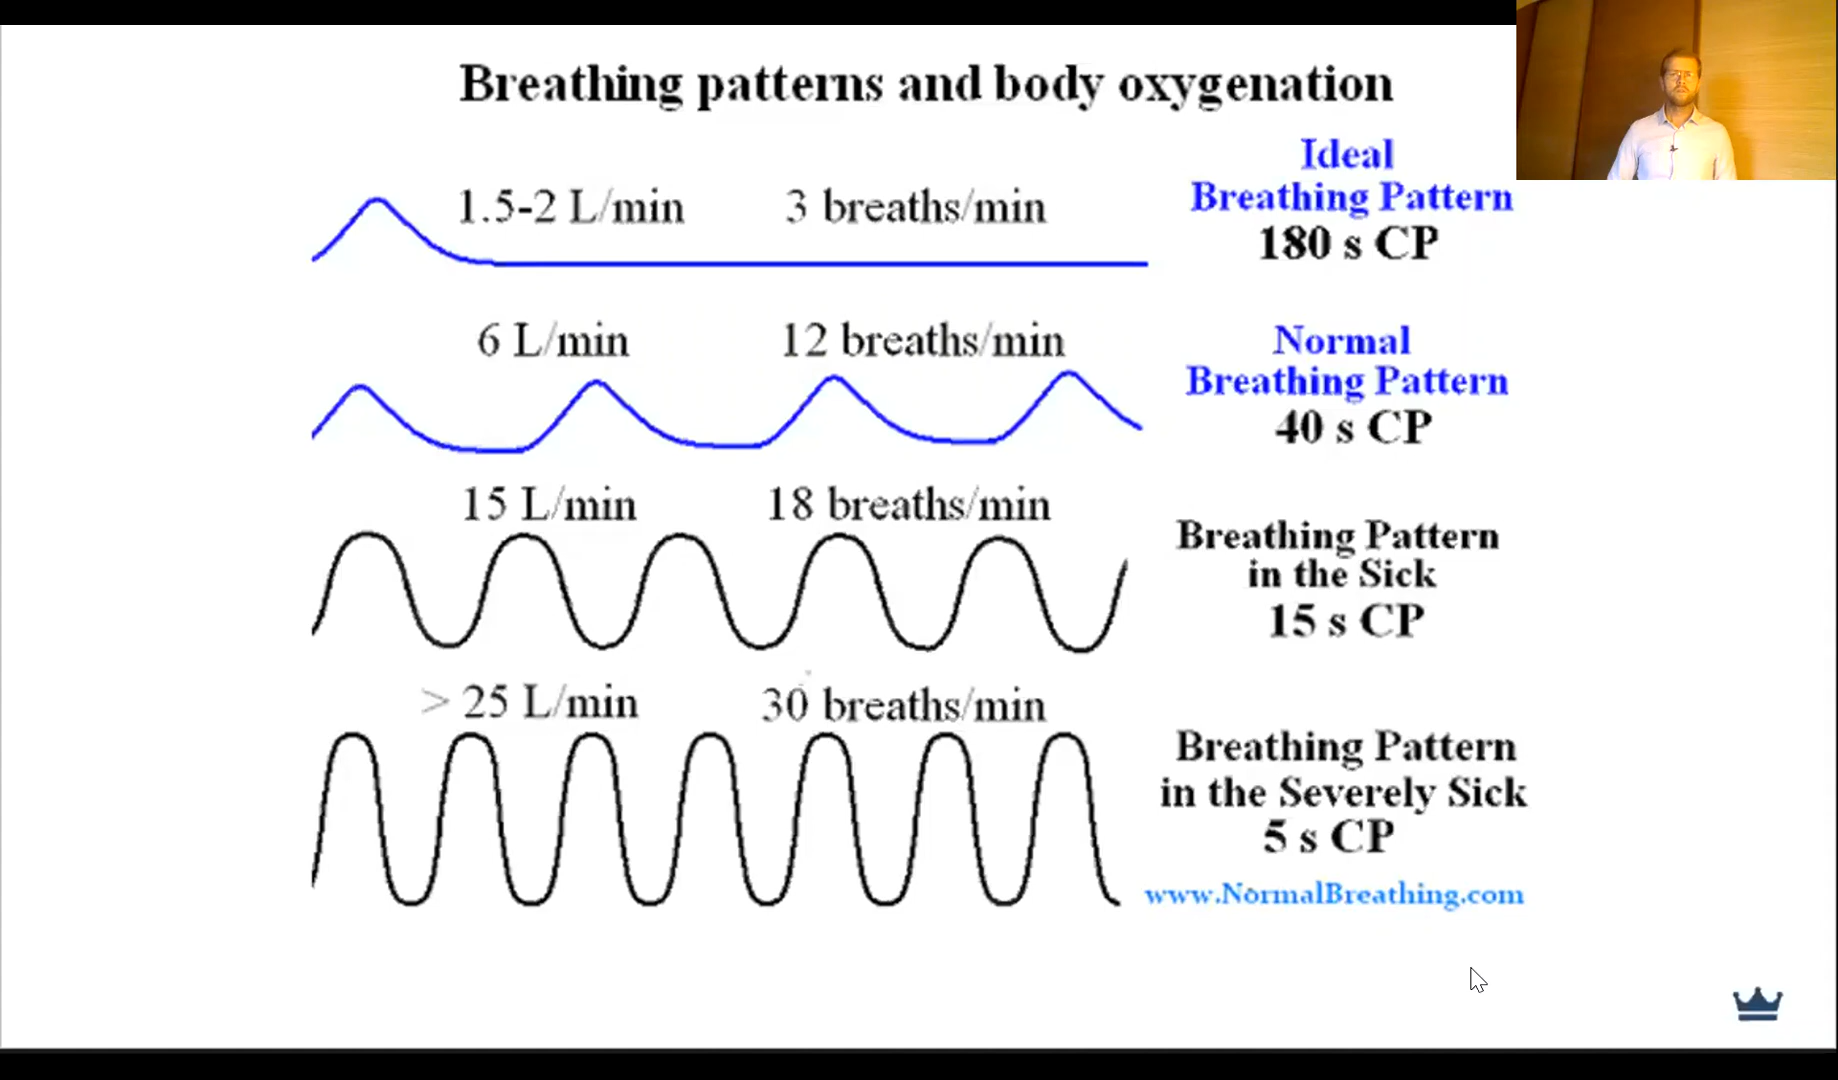 Breathing patterns and body oxygenation
1.5-2 L/min 3 breaths/min
Ideal
Breathing Pattern
180 s CP
6 L/min 12 breaths/min
Normal
Breathing Pattern
40 s CP
15 L/min 18 breaths/min
Breathing Pattern
in the Sick
15 s CP
> 25 L/min 30 breaths/min
Breathing Pattern
in the Severely Sick
5 s CP
www.NormalBreathing.com